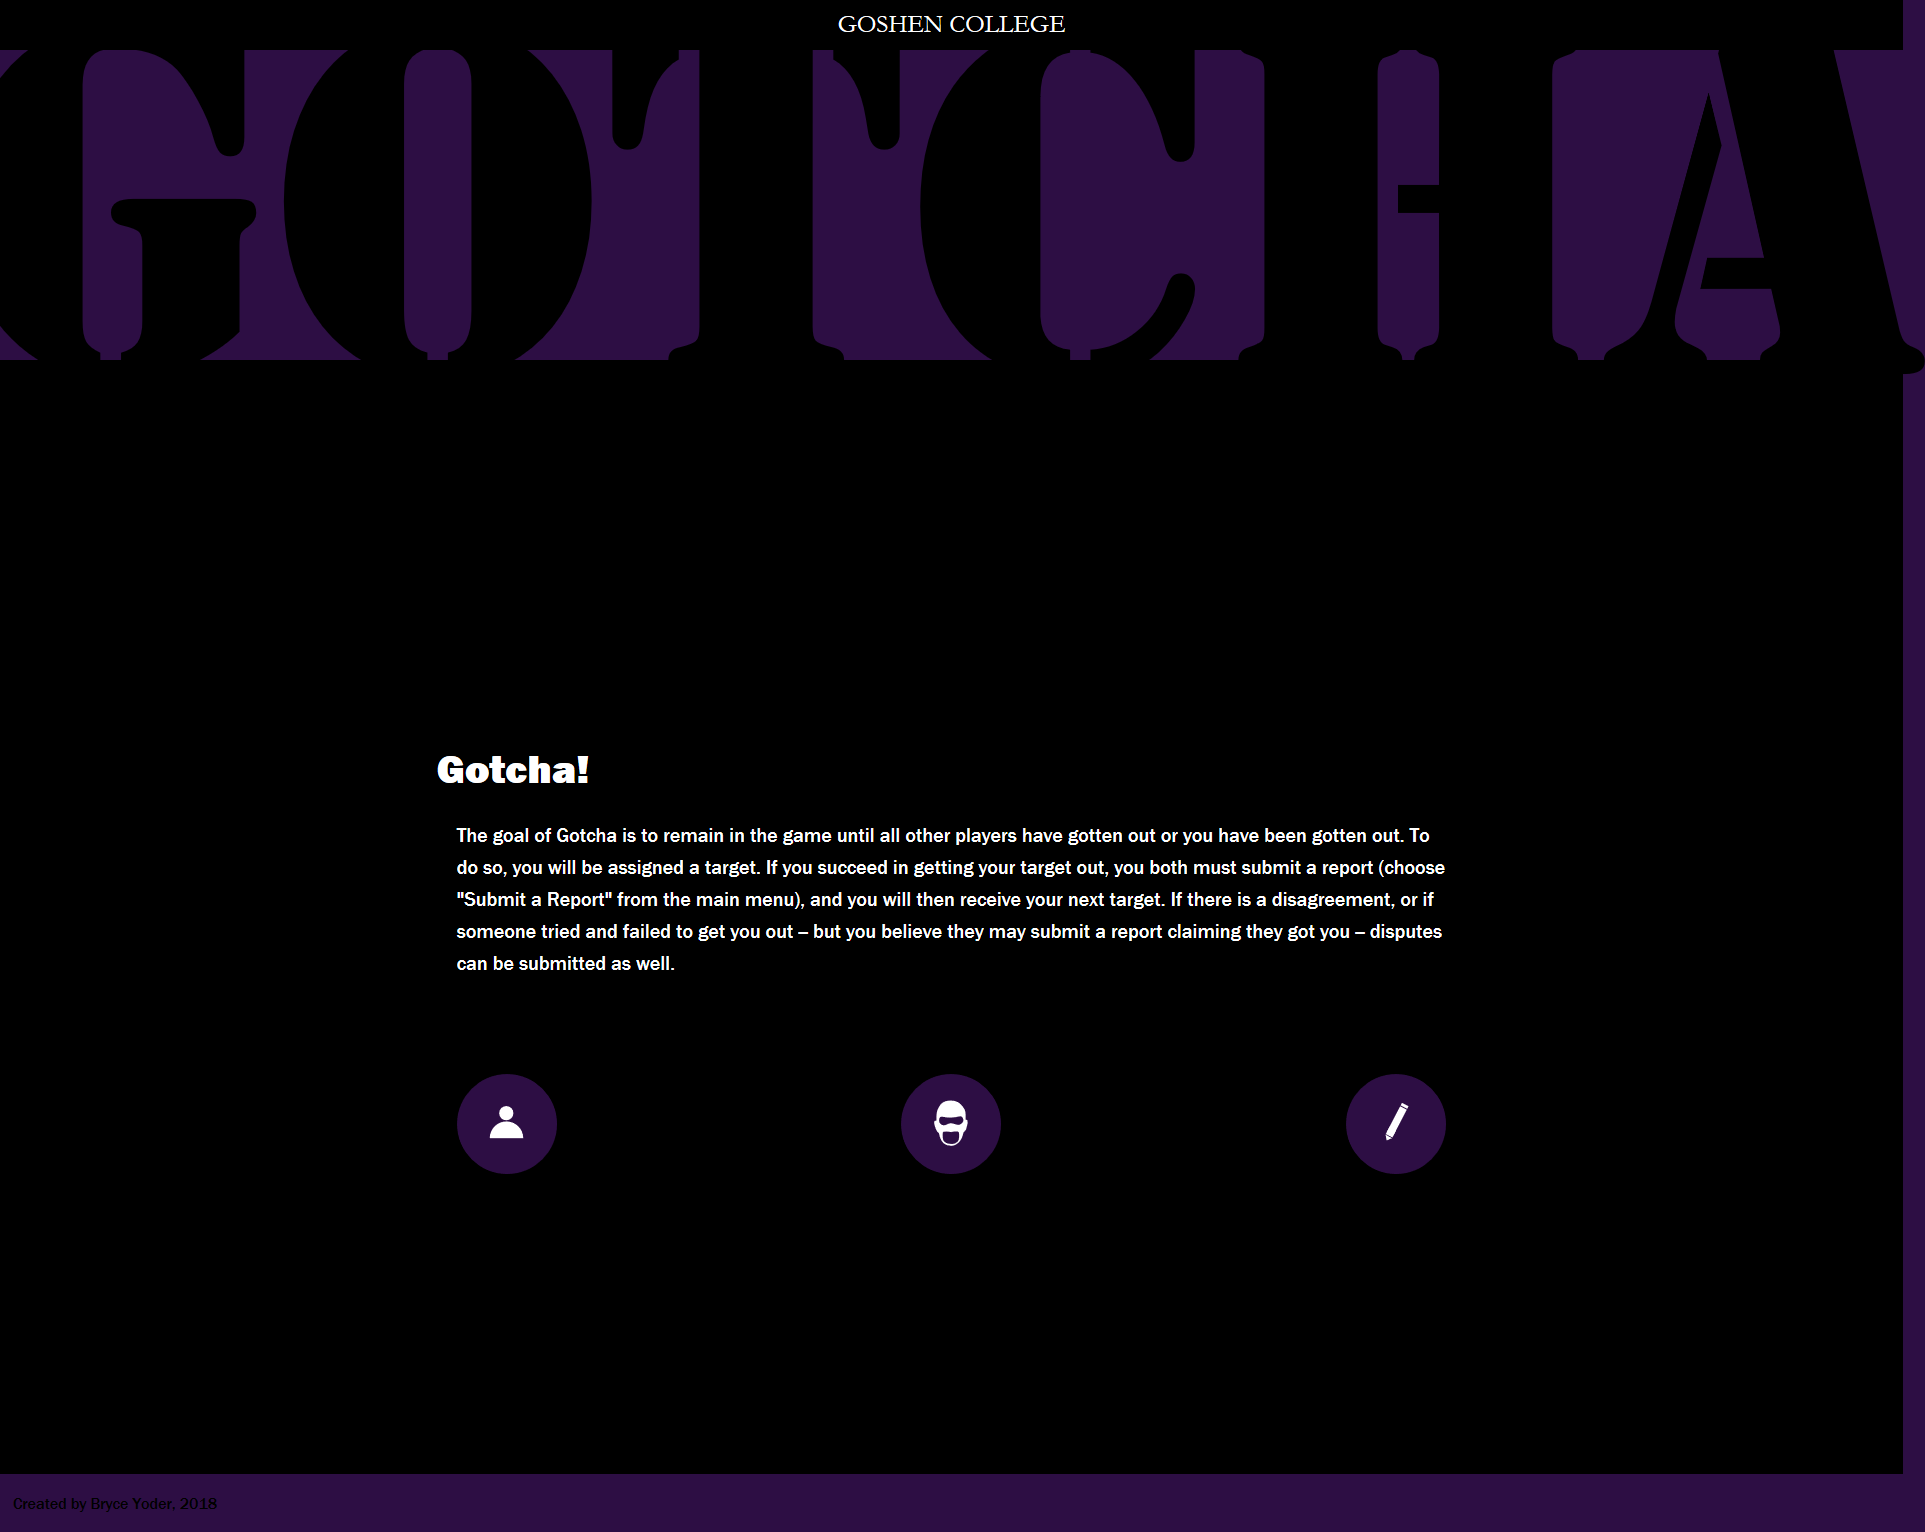 GOSHEN COLLEGE
GOTCHA
Gotcha!
The goal of Gotcha is to remain in the game until all other players have gotten out or you have been gotten out. To
do so, you will be assigned a target. If you succeed in getting your target out, you both must submit a report (choose
"Submit a Report" from the main menu), and you will then receive your next target. If there is a disagreement, or if
someone tried and failed to get you out – but you believe they may submit a report claiming they got you – disputes
can be submitted as well.
Created by Bryce Yoder, 2018